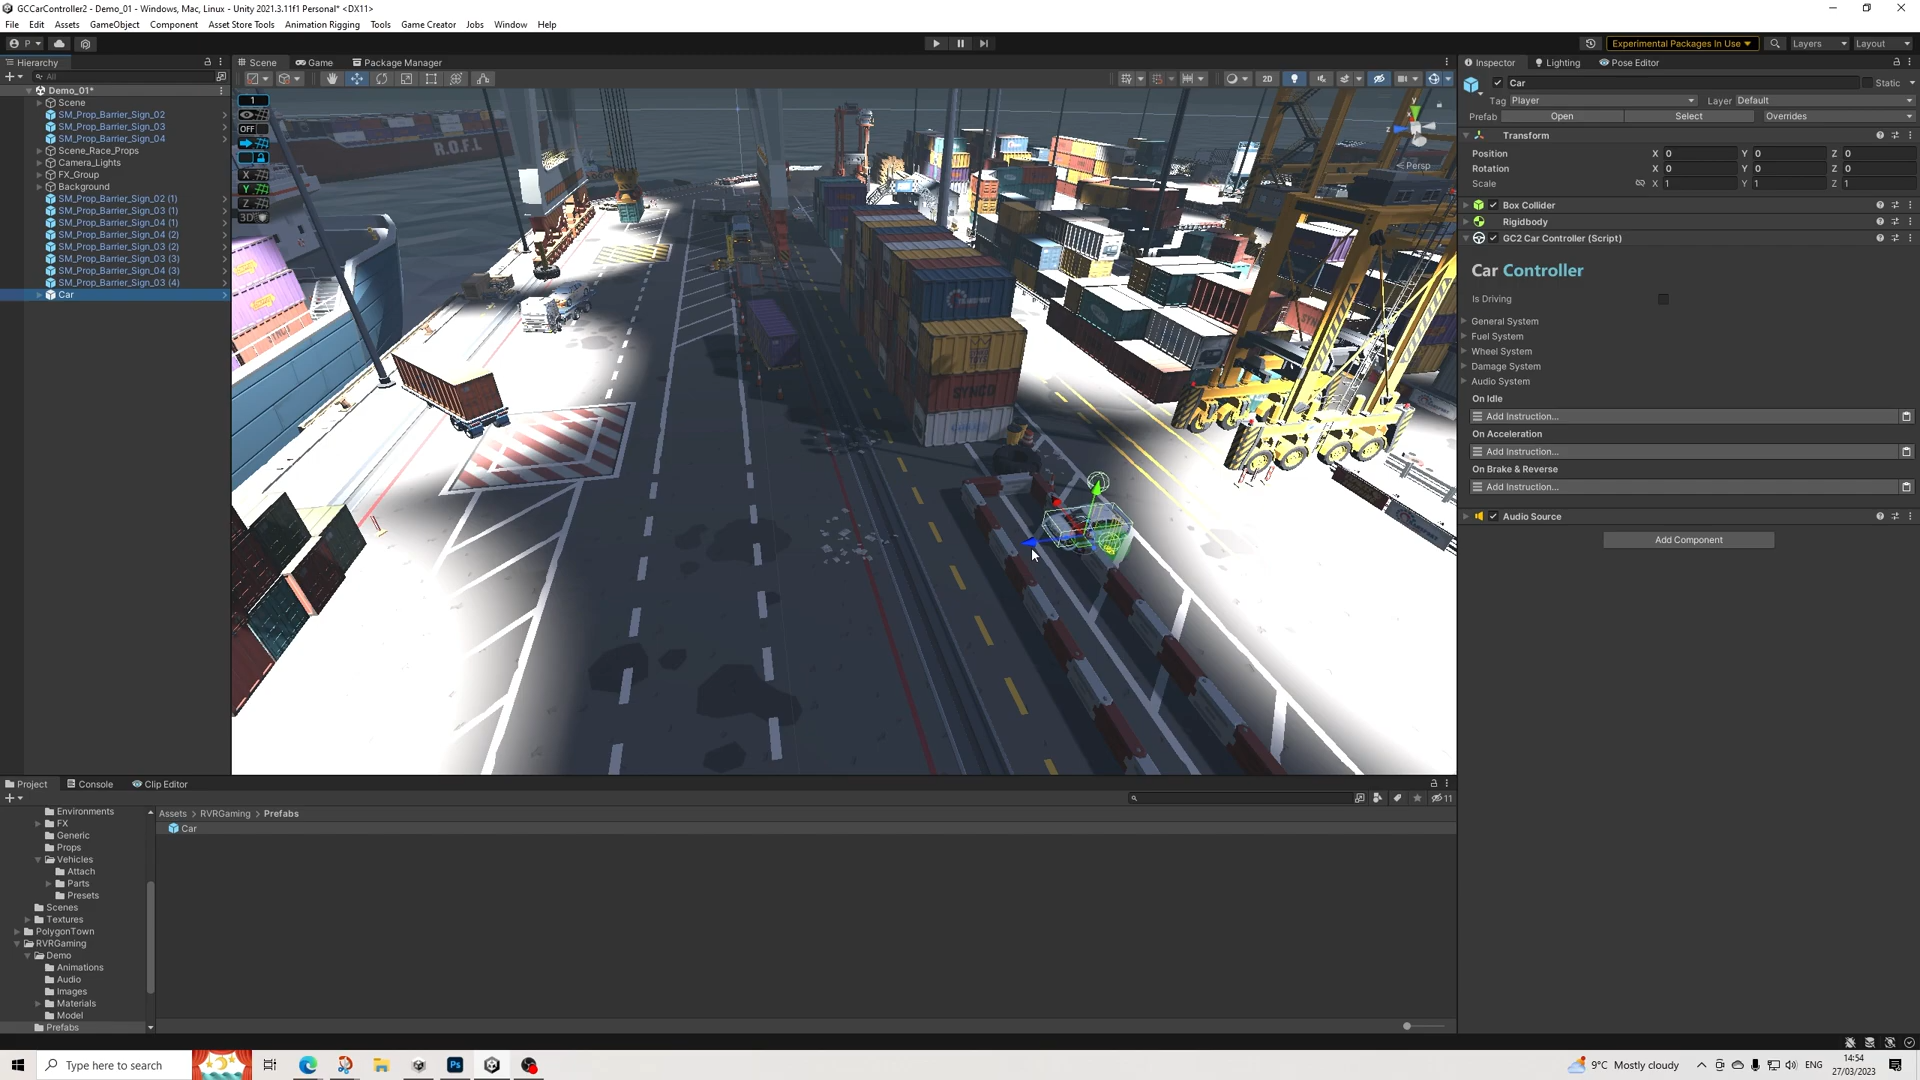 GCCarController2 - Demo_01 - Windows, Mac, Linux - Unity 2021.3.11f1 Personal* <DX11>
File Edit Assets GameObject Component Asset Store Tools Animation Rigging Tools Game Creator Jobs Window Help
P
Experimental Packages In Use
Layers
Layout
Hierarchy
Scene
Game
Package Manager
Inspector
Lighting
Pose Editor
All
2D
Demo_01*
Scene
SM_Prop_Barrier_Sign_02
SM_Prop_Barrier_Sign_03
SM_Prop_Barrier_Sign_04
Scene_Race_Props
Camera_Lights
FX_Group
Background
SM_Prop_Barrier_Sign_02 (1)
SM_Prop_Barrier_Sign_03 (1)
SM_Prop_Barrier_Sign_04 (1)
SM_Prop_Barrier_Sign_04 (2)
SM_Prop_Barrier_Sign_03 (2)
SM_Prop_Barrier_Sign_03 (3)
SM_Prop_Barrier_Sign_04 (3)
SM_Prop_Barrier_Sign_03 (4)
Car
1
OFF
X
Y
Z
3D
R.O.F.L
SYNCO
y
z
Persp
Car
Static
Tag Player
Layer Default
Prefab Open Select Overrides
Transform
Position X 0 Y 0 Z 0
Rotation X 0 Y 0 Z 0
Scale X 1 Y 1 Z 1
Box Collider
Rigidbody
GC2 Car Controller (Script)
Car Controller
Is Driving
General System
Fuel System
Wheel System
Damage System
Audio System
On Idle
Add Instruction...
On Acceleration
Add Instruction...
On Brake & Reverse
Add Instruction...
Audio Source
Add Component
Project
Console
Clip Editor
11
Environments
FX
Generic
Props
Vehicles
Attach
Parts
Presets
Scenes
Textures
PolygonTown
RVRGaming
Demo
Animations
Audio
Images
Materials
Model
Prefabs
Assets > RVRGaming > Prefabs
Car
Type here to search
Ps
9°C Mostly cloudy
ENG
14:54
27/03/2023